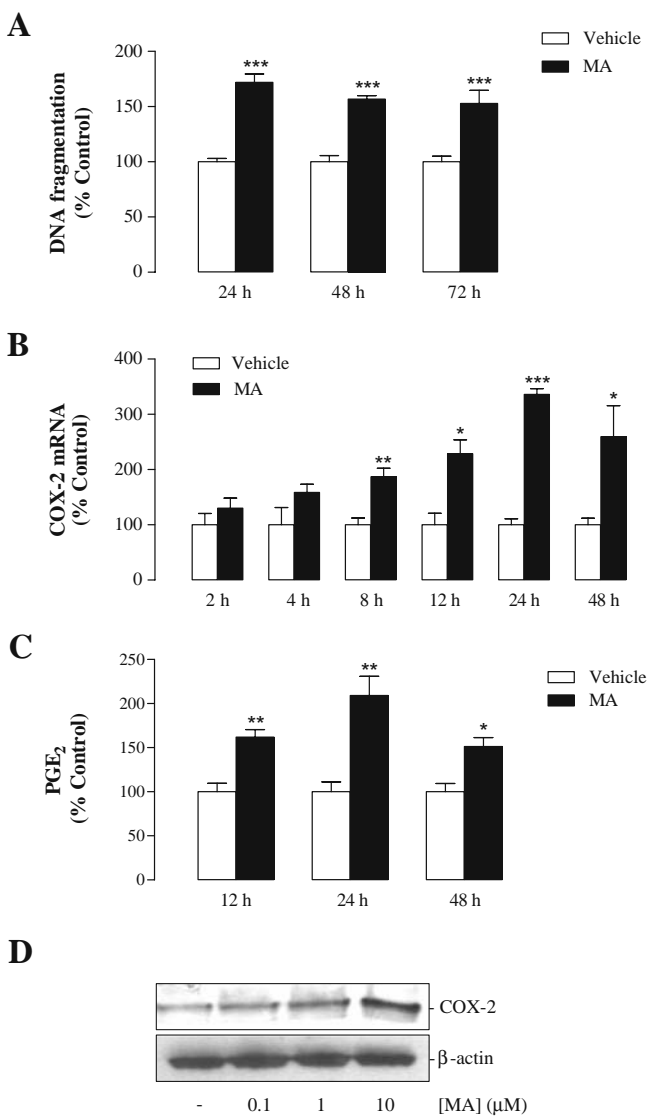 A
DNA fragmentation
(% Control)
200
150
100
50
0
***
***
***
24 h 48 h 72 h
Vehicle
MA
B
COX-2 mRNA
(% Control)
400
300
200
100
0
Vehicle
MA
**
*
***
*
2 h 4 h 8 h 12 h 24 h 48 h
C
PGE2
(% Control)
250
200
150
100
50
0
**
**
*
12 h 24 h 48 h
Vehicle
MA
D
COX-2
β-actin
- 0.1 1 10 [MA] (μM)